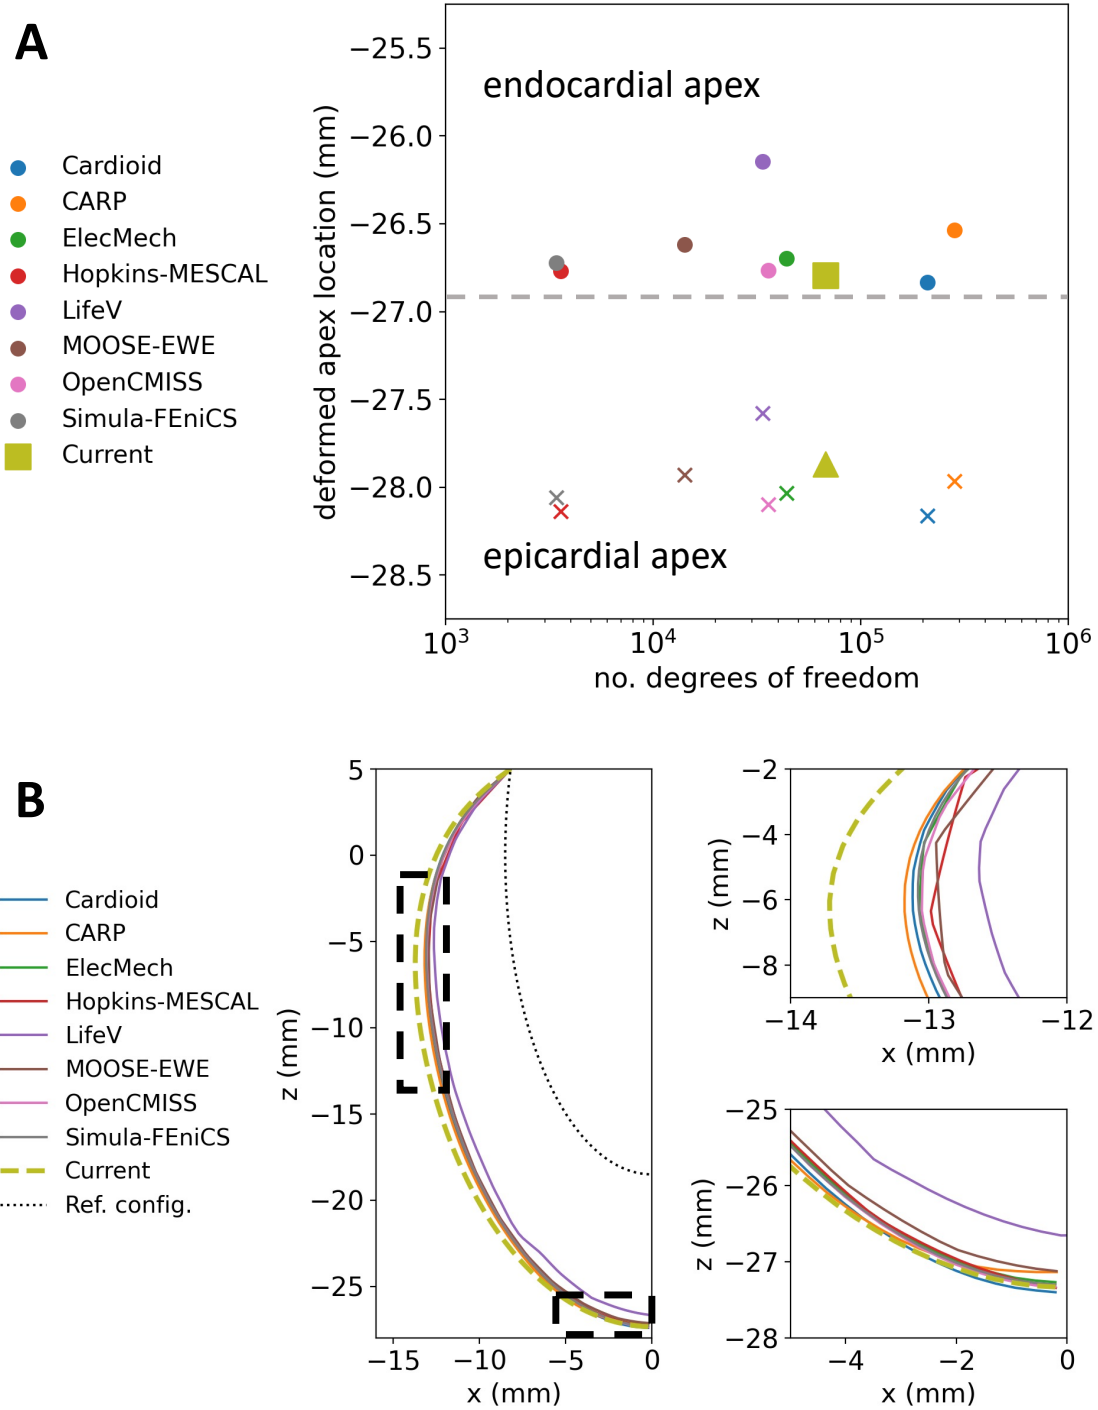 A
−25.5
endocardial apex
−26.0
−26.5
−27.0
−27.5
−28.0
epicardial apex
−28.5
deformed apex location (mm)
10³ 10⁴ 10⁵ 10⁶
no. degrees of freedom
Cardioid
CARP
ElecMech
Hopkins-MESCAL
LifeV
MOOSE-EWE
OpenCMISS
Simula-FEniCS
Current
B
Cardioid
CARP
ElecMech
Hopkins-MESCAL
LifeV
MOOSE-EWE
OpenCMISS
Simula-FEniCS
Current
Ref. config.
5
0
−5
−10
−15
−20
−25
z (mm)
−15 −10 −5 0
x (mm)
−2
−4
−6
−8
z (mm)
−14 −13 −12
x (mm)
−25
−26
−27
−28
z (mm)
−4 −2 0
x (mm)